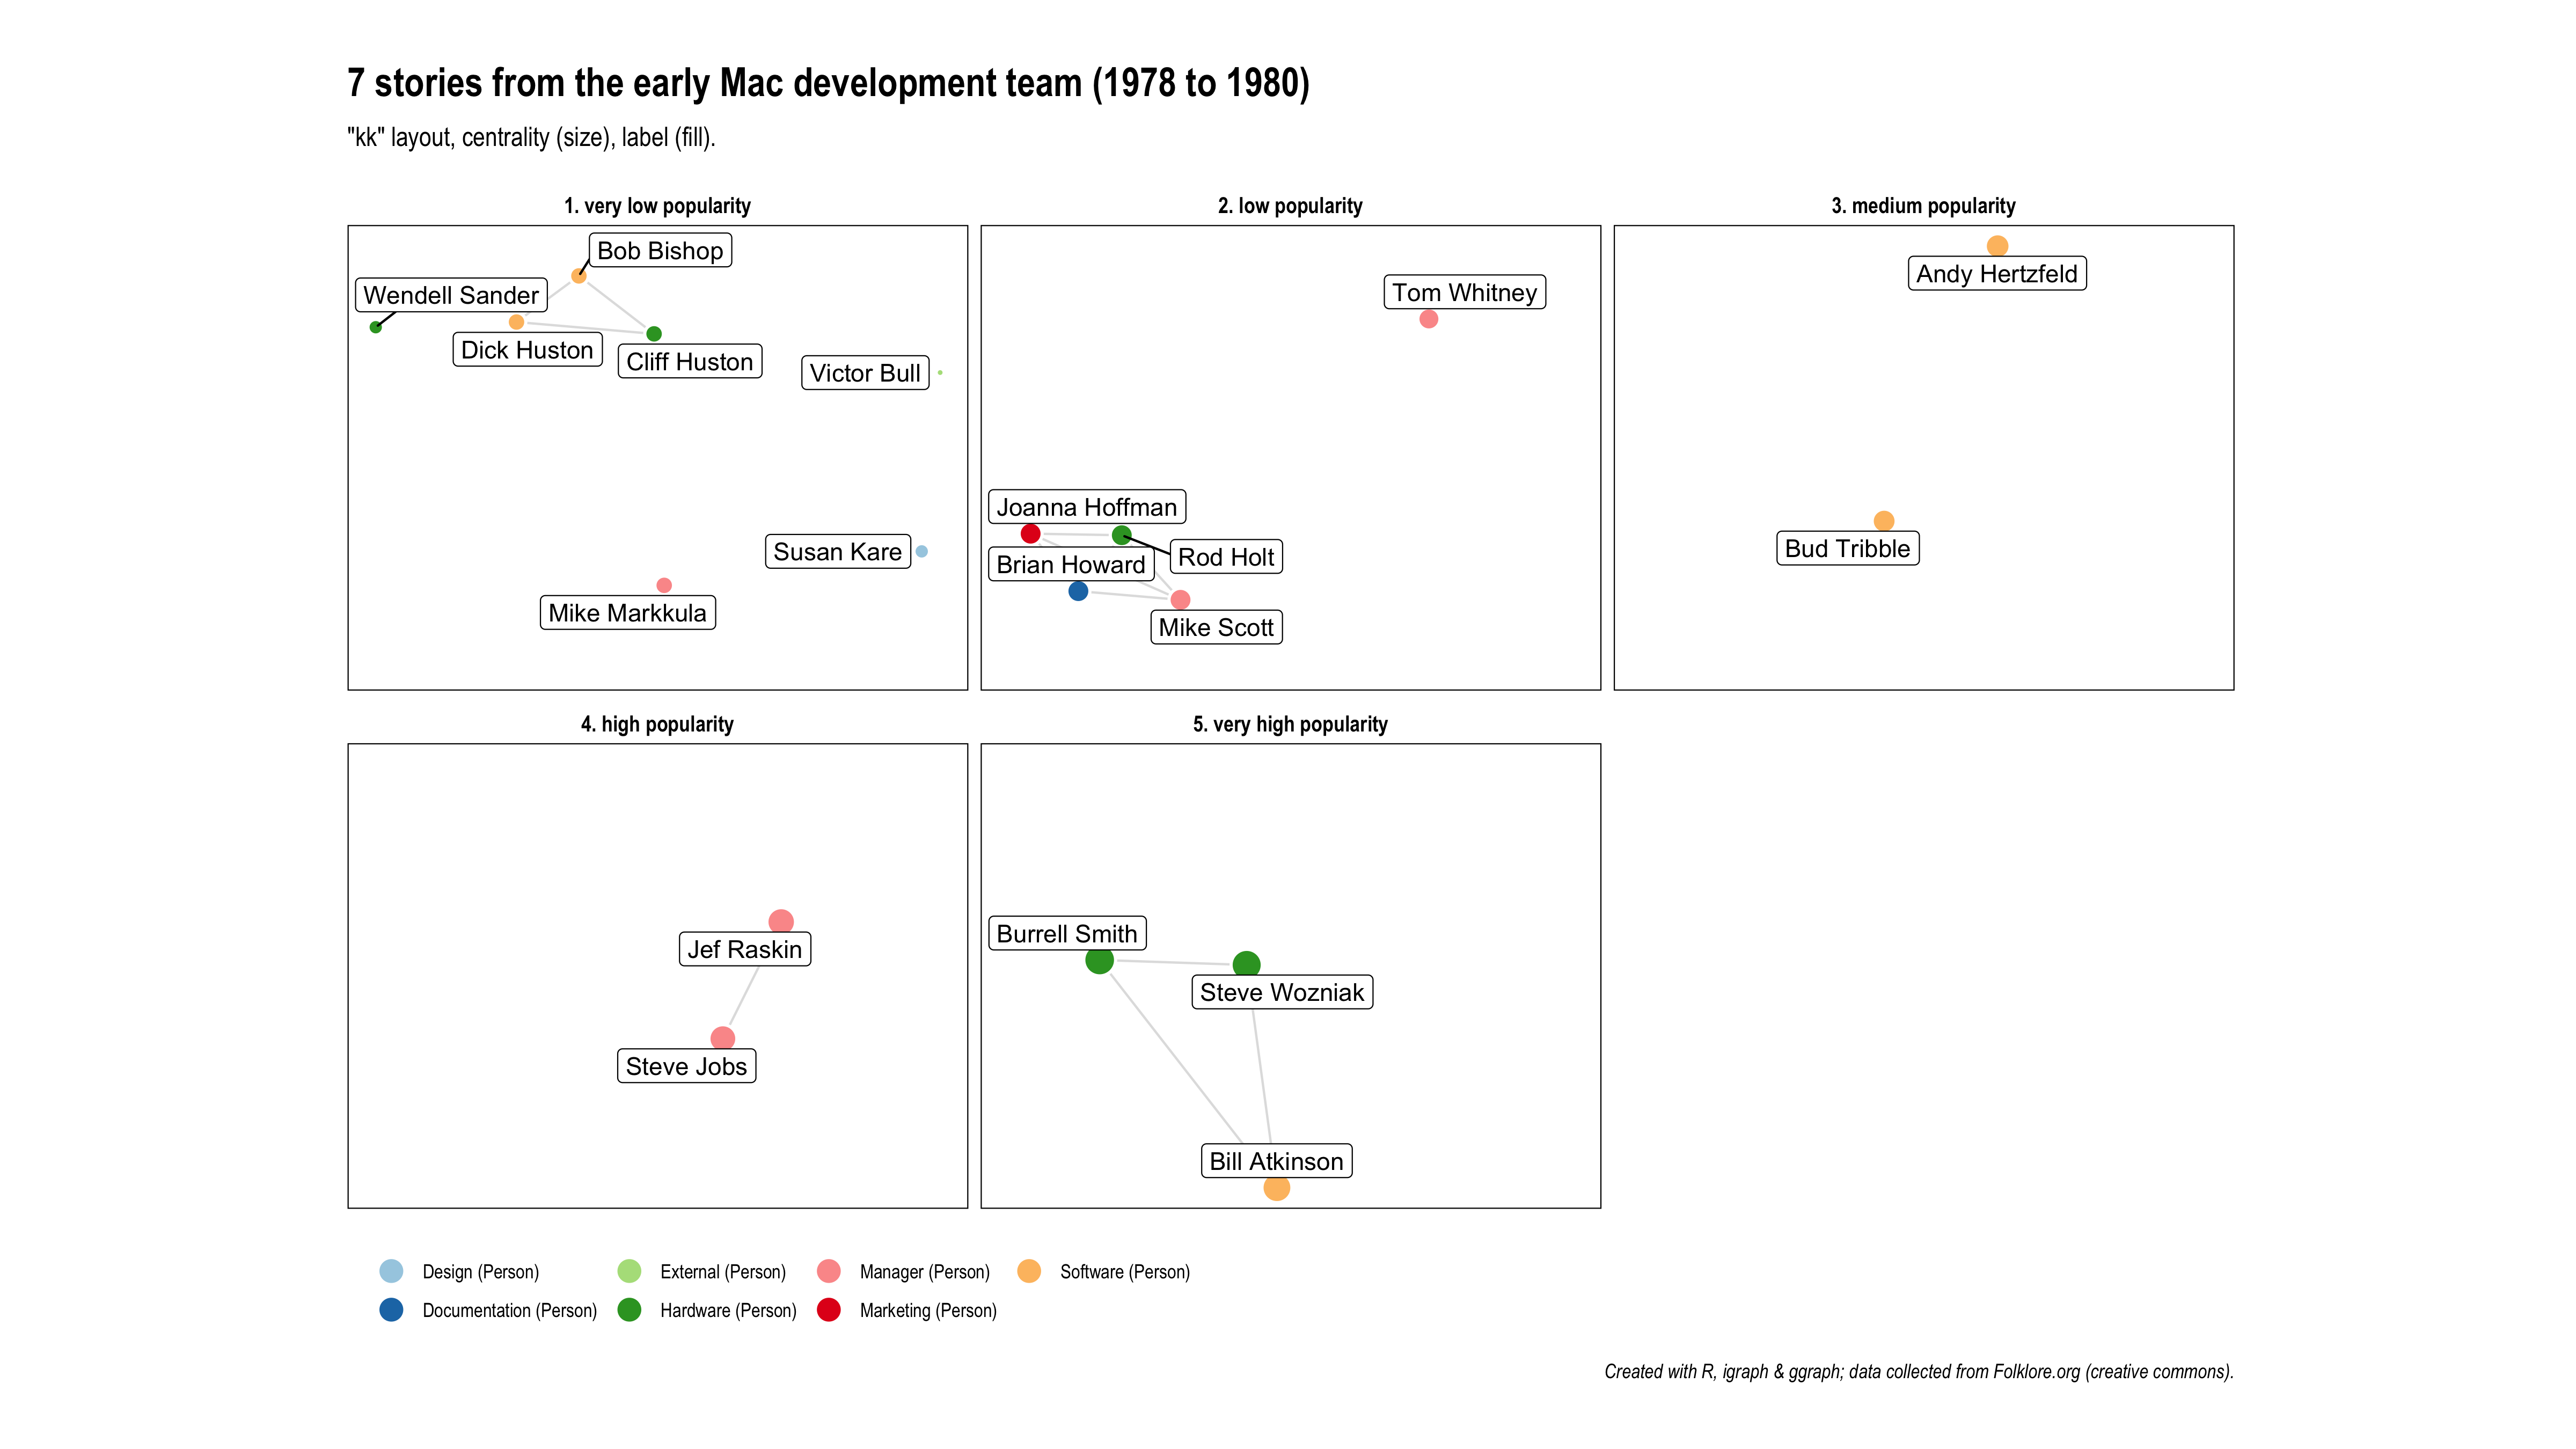 7 stories from the early Mac development team (1978 to 1980)
"kk" layout, centrality (size), label (fill).
1. very low popularity
Bob Bishop
Wendell Sander
Dick Huston
Cliff Huston
Victor Bull
Susan Kare
Mike Markkula
2. low popularity
Tom Whitney
Joanna Hoffman
Rod Holt
Brian Howard
Mike Scott
3. medium popularity
Andy Hertzfeld
Bud Tribble
4. high popularity
Jef Raskin
Steve Jobs
5. very high popularity
Burrell Smith
Steve Wozniak
Bill Atkinson
Design (Person)
External (Person)
Manager (Person)
Software (Person)
Documentation (Person)
Hardware (Person)
Marketing (Person)
Created with R, igraph & ggraph; data collected from Folklore.org (creative commons).